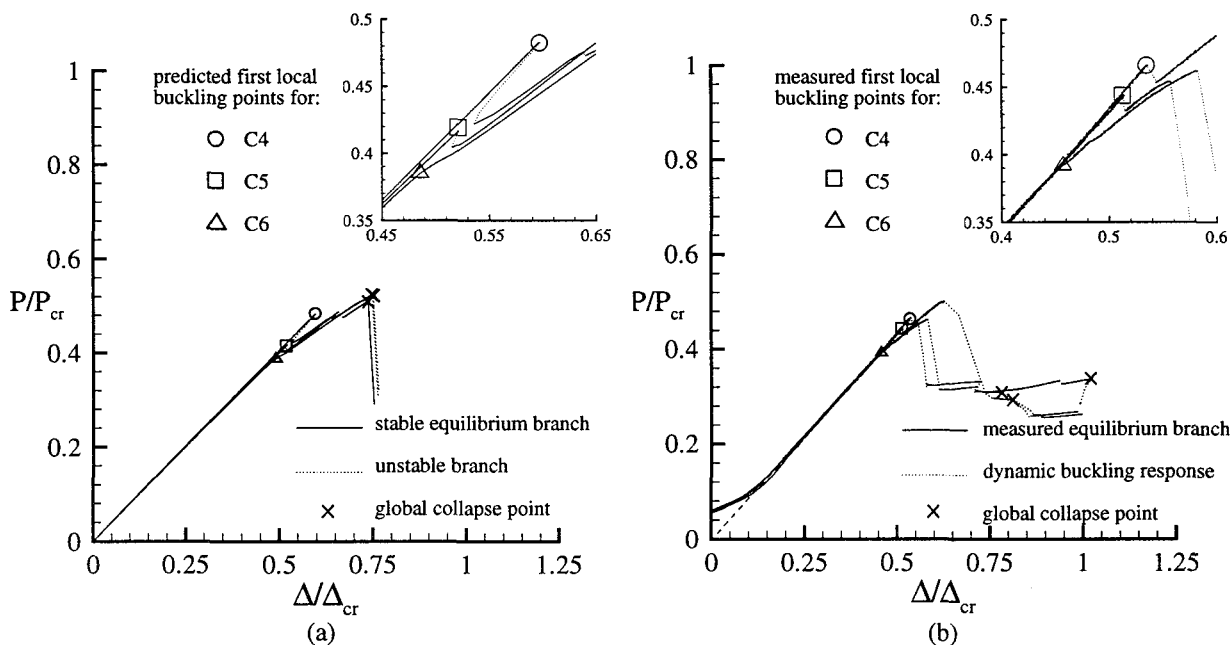 0.5
0.45
0.4
0.35
0.45
0.55
0.65
predicted first local
buckling points for:
C4
C5
C6
1
0.8
0.6
P/Pcr
0.4
0.2
0
stable equilibrium branch
unstable branch
global collapse point
0
0.25
0.5
0.75
1
1.25
Δ/Δcr
(a)
0.5
0.45
0.4
0.35
0.4
0.5
0.6
measured first local
buckling points for:
C4
C5
C6
1
0.8
0.6
P/Pcr
0.4
0.2
0
measured equilibrium branch
dynamic buckling response
global collapse point
0
0.25
0.5
0.75
1
1.25
Δ/Δcr
(b)